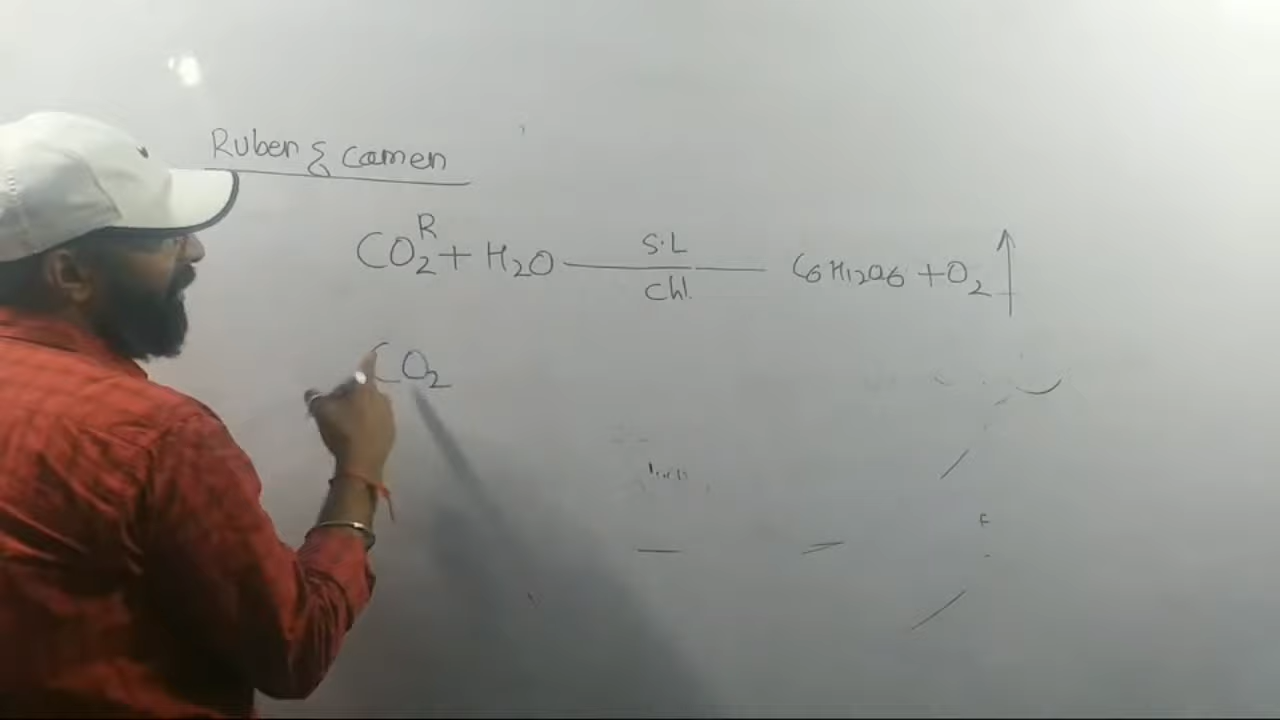 Ruben & Camen
CO₂ᴿ + H₂O S.L Chl. C₆H₁₂O₆ + O₂ ↑
CO₂